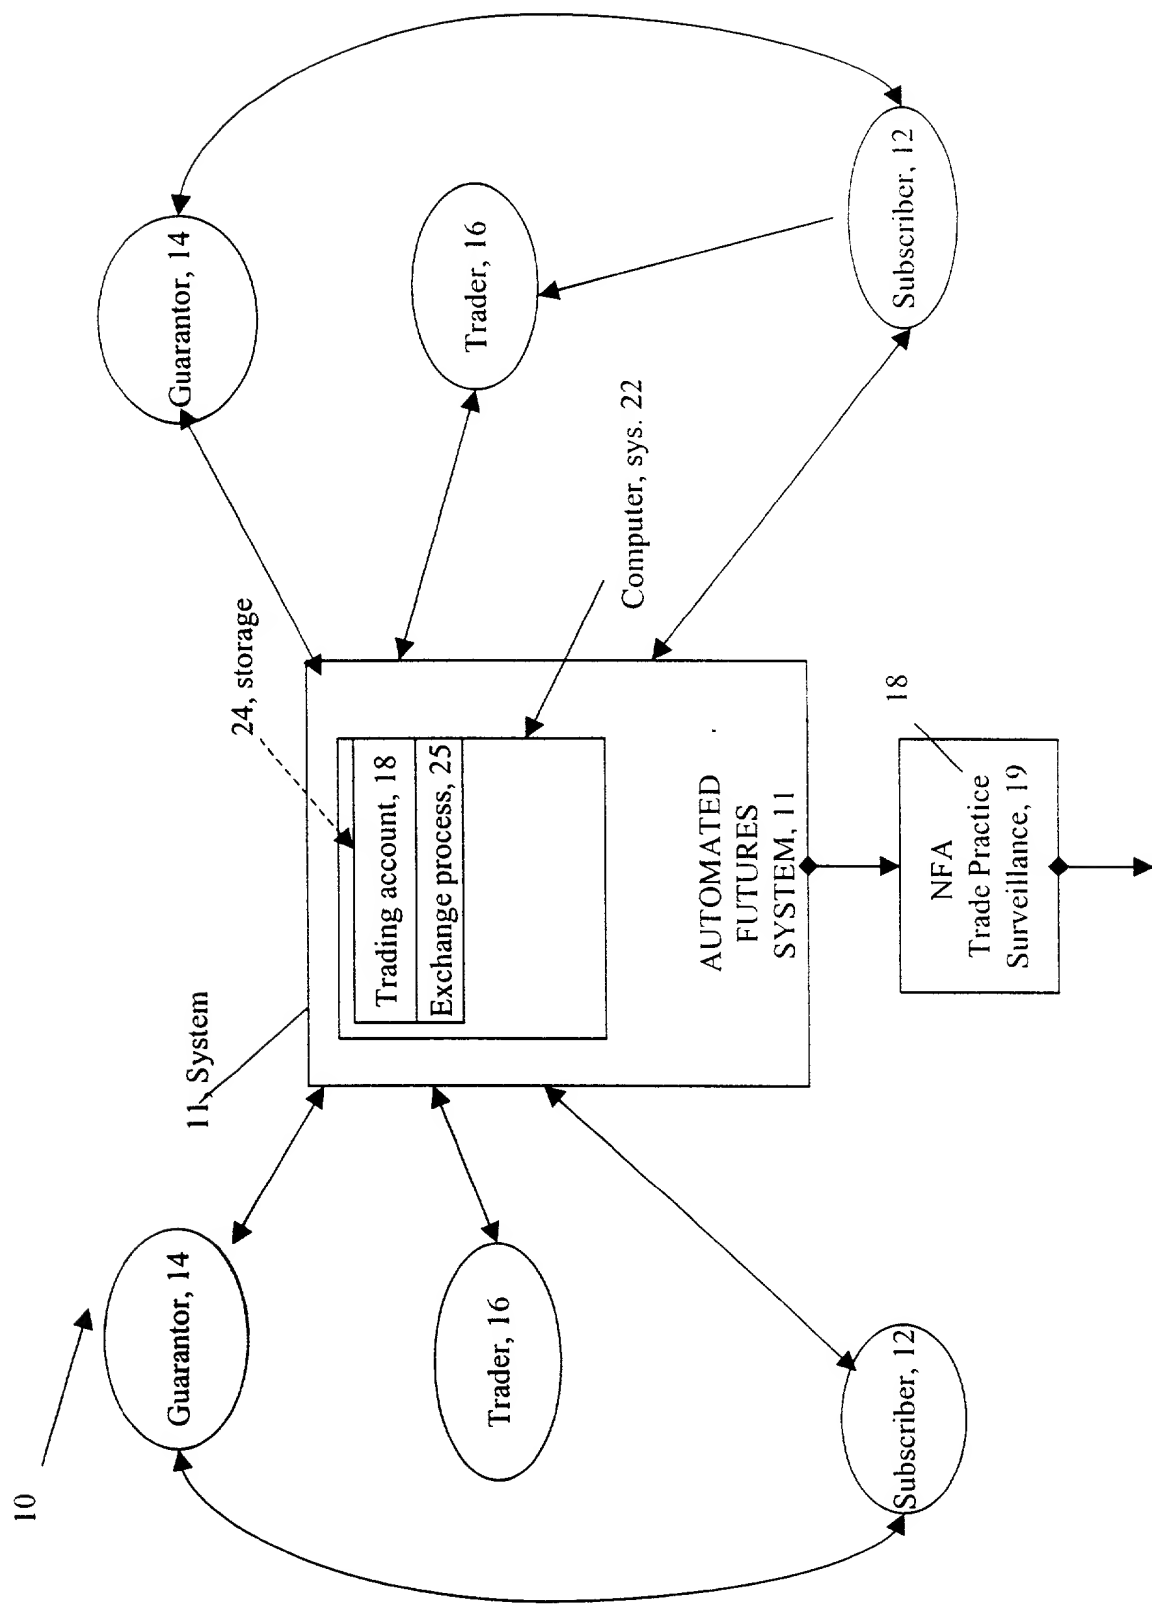 10
Guarantor, 14
Guarantor, 14
11, System
24, storage
Trading account, 18
Exchange process, 25
Trader, 16
Trader, 16
Computer, sys. 22
AUTOMATED
FUTURES
SYSTEM, 11
Subscriber, 12
Subscriber, 12
18
NFA
Trade Practice
Surveillance, 19